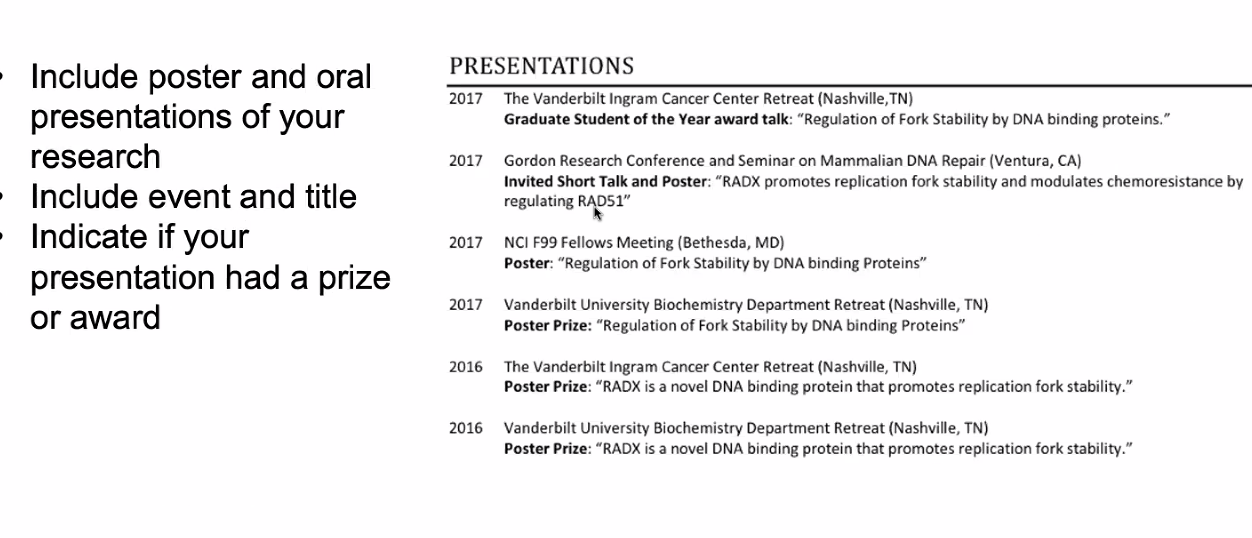 • Include poster and oral
presentations of your
research
• Include event and title
• Indicate if your
presentation had a prize
or award
PRESENTATIONS
2017 The Vanderbilt Ingram Cancer Center Retreat (Nashville,TN)
Graduate Student of the Year award talk: “Regulation of Fork Stability by DNA binding proteins.”
2017 Gordon Research Conference and Seminar on Mammalian DNA Repair (Ventura, CA)
Invited Short Talk and Poster: “RADX promotes replication fork stability and modulates chemoresistance by
regulating RAD51”
2017 NCI F99 Fellows Meeting (Bethesda, MD)
Poster: “Regulation of Fork Stability by DNA binding Proteins”
2017 Vanderbilt University Biochemistry Department Retreat (Nashville, TN)
Poster Prize: “Regulation of Fork Stability by DNA binding Proteins”
2016 The Vanderbilt Ingram Cancer Center Retreat (Nashville, TN)
Poster Prize: “RADX is a novel DNA binding protein that promotes replication fork stability.”
2016 Vanderbilt University Biochemistry Department Retreat (Nashville, TN)
Poster Prize: “RADX is a novel DNA binding protein that promotes replication fork stability.”